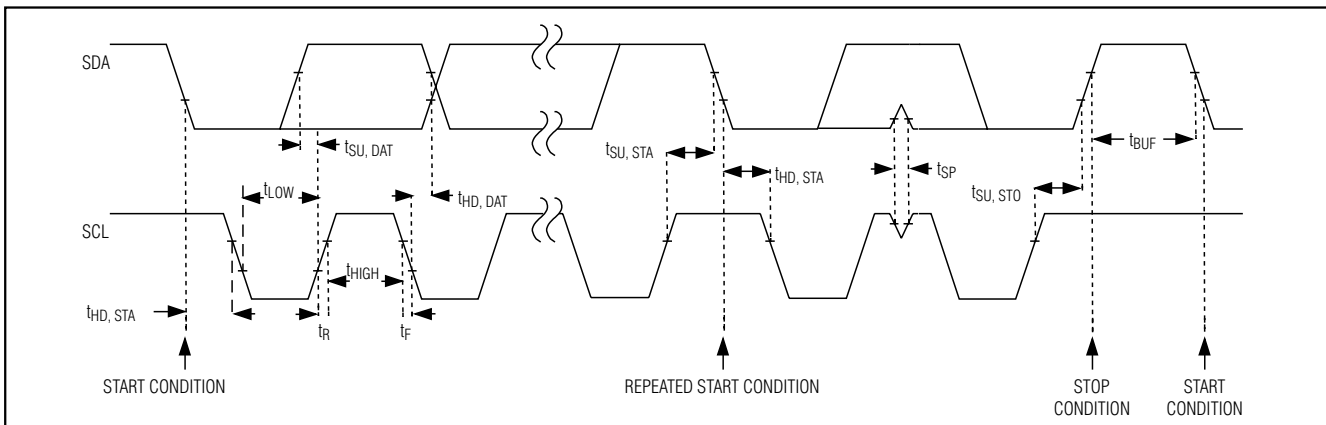 SDA
tSU, DAT
tSU, STA
tHD, STA
tSP
tBUF
tLOW
tHD, DAT
tSU, STO
SCL
tHIGH
tHD, STA
tR
tF
START CONDITION
REPEATED START CONDITION
STOP
CONDITION
START
CONDITION